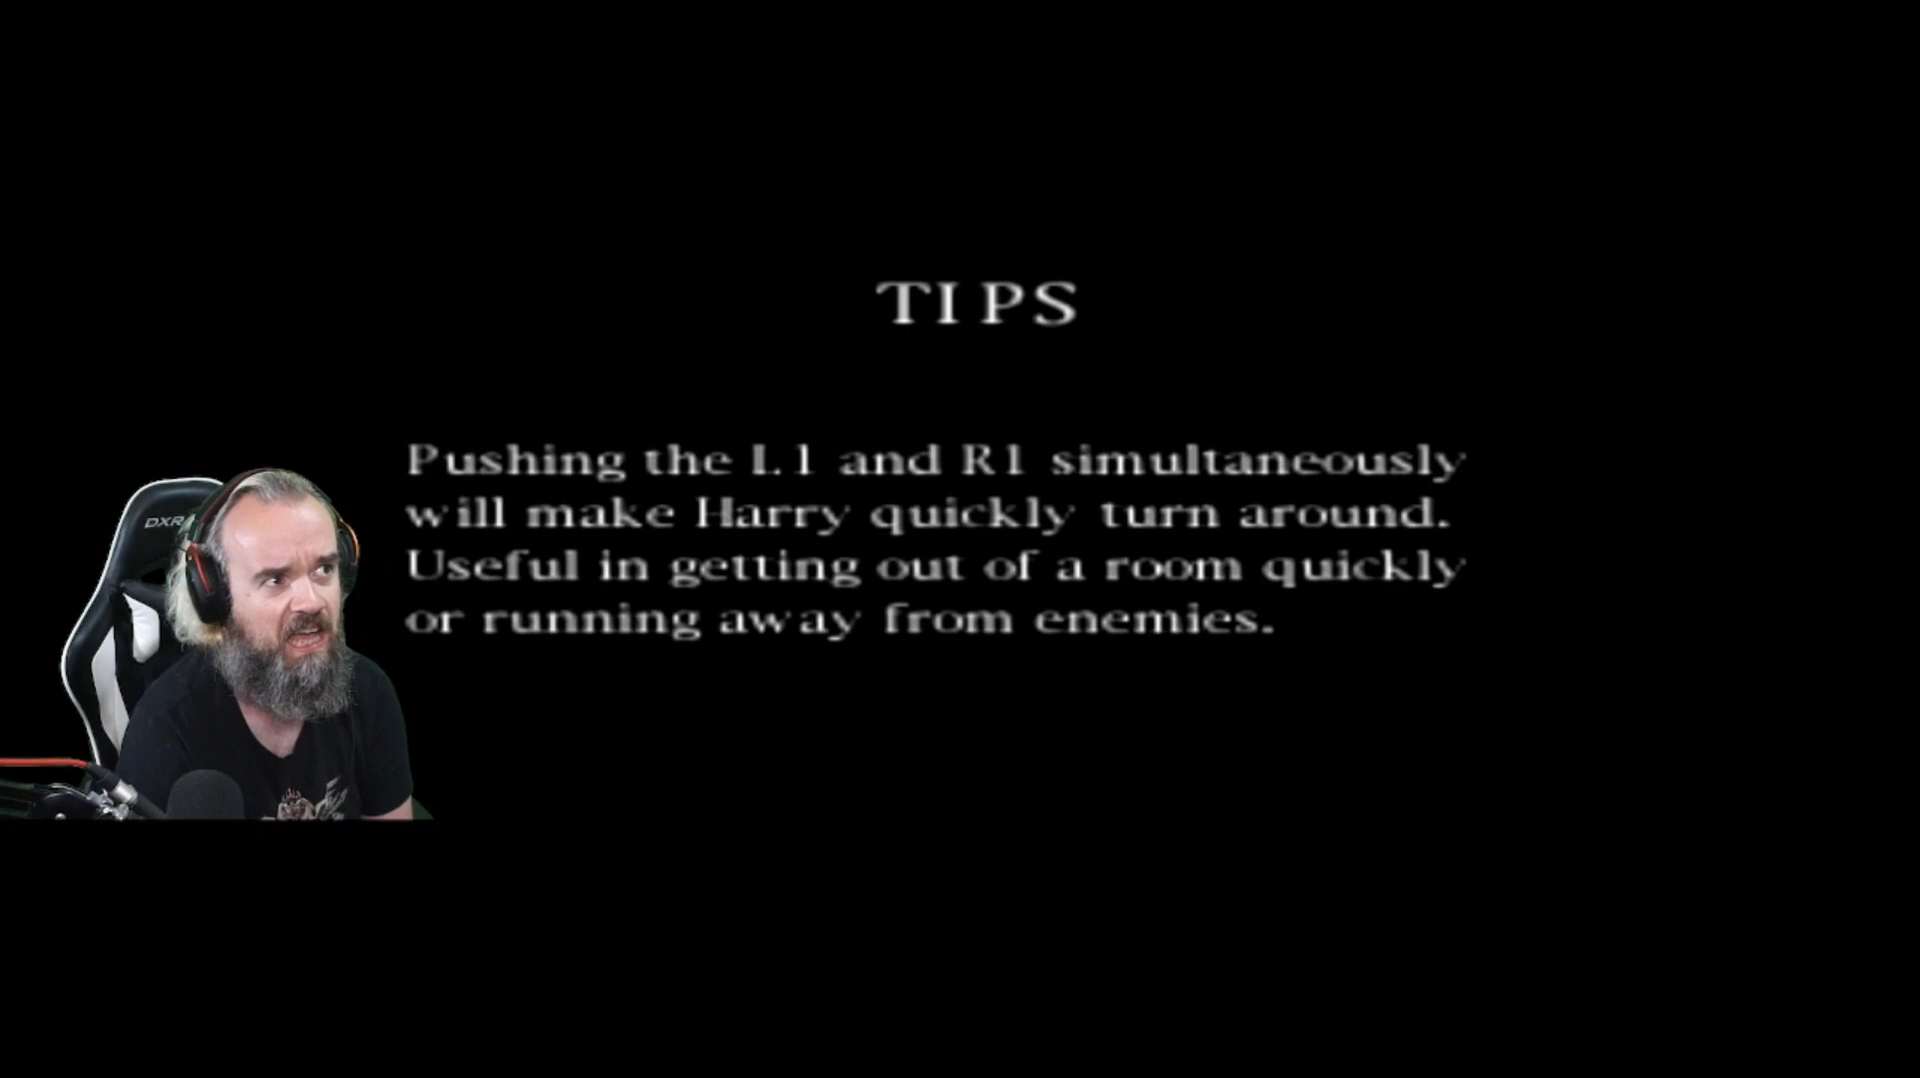 TIPS
Pushing the L1 and R1 simultaneously
will make Harry quickly turn around.
Useful in getting out of a room quickly
or running away from enemies.
DXR